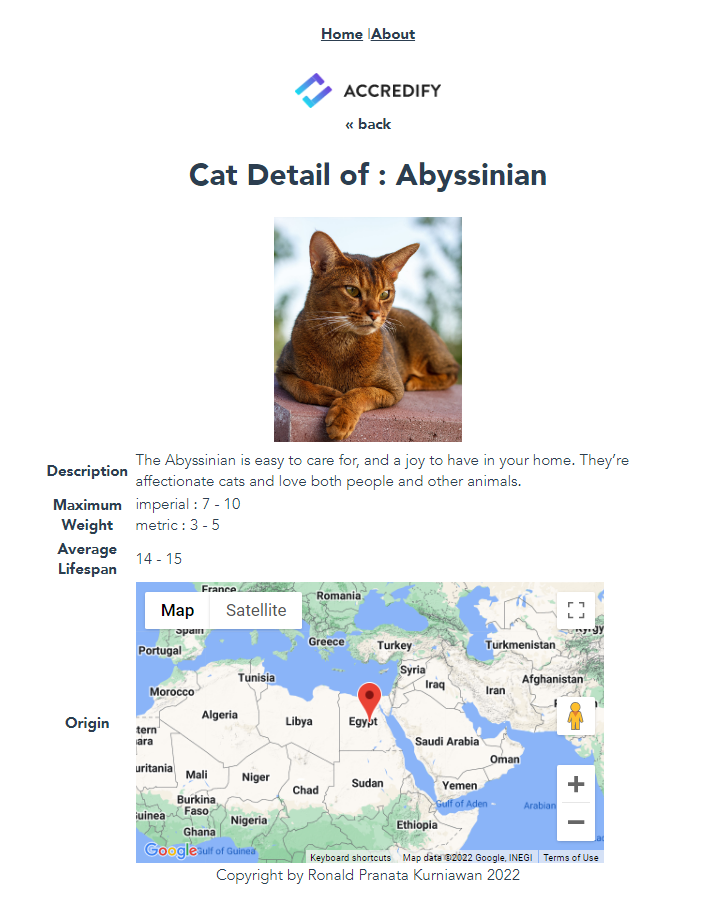 Home |About
ACCREDIFY
« back
Cat Detail of : Abyssinian
Description
The Abyssinian is easy to care for, and a joy to have in your home. They’re
affectionate cats and love both people and other animals.
Maximum
Weight
imperial : 7 - 10
metric : 3 - 5
Average
Lifespan
14 - 15
Origin
Map
Satellite
France
Romania
Spain
Portugal
Greece
Turkey
Turkmenistan
Kyrgy
Tunisia
Syria
Afghanistan
Morocco
Iraq
Iran
Algeria
Libya
Egypt
tern
ara
Saudi Arabia
Oman
uritania
Mali
Niger
Chad
Sudan
Yemen
Burkina
Faso
Gulf of Aden
Arabian
uinea
Nigeria
Ghana
Ethiopia
Google
Gulf of Guinea
Keyboard shortcuts
Map data ©2022 Google, INEGI
Terms of Use
Copyright by Ronald Pranata Kurniawan 2022